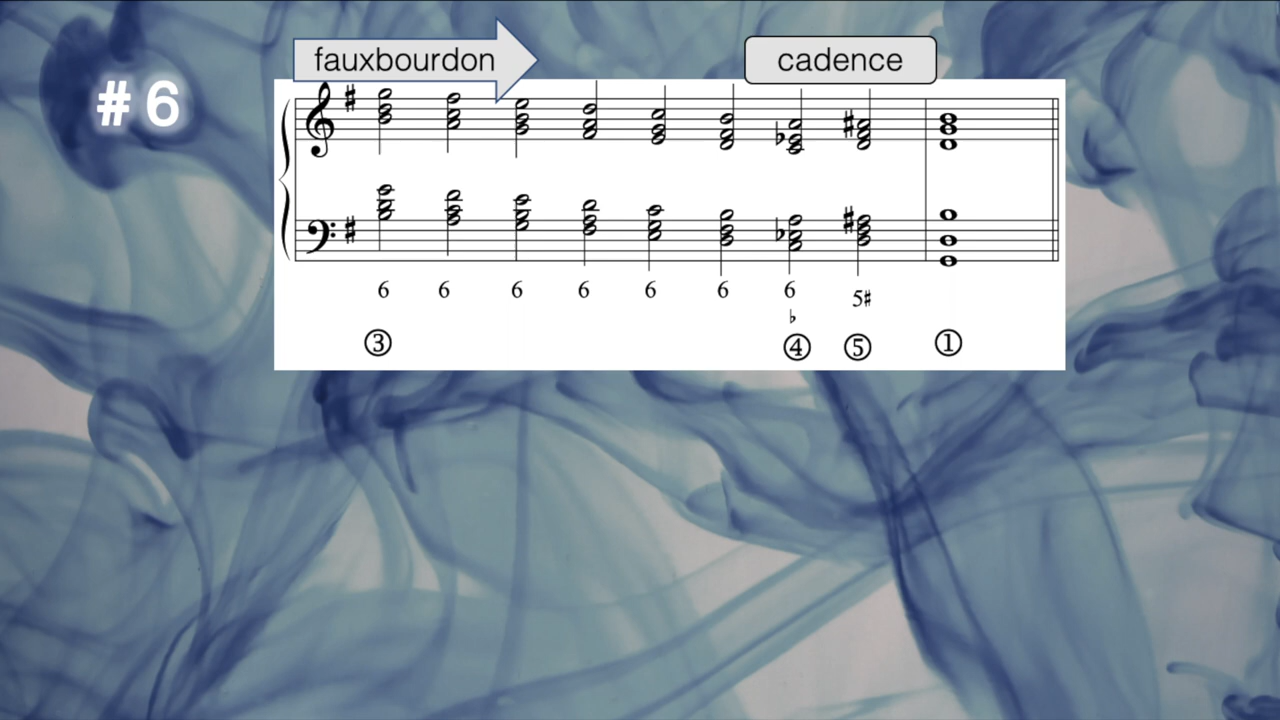 fauxbourdon
cadence
# 6
6 6 6 6 6 6 6 5#
♭
③ ④ ⑤ ①